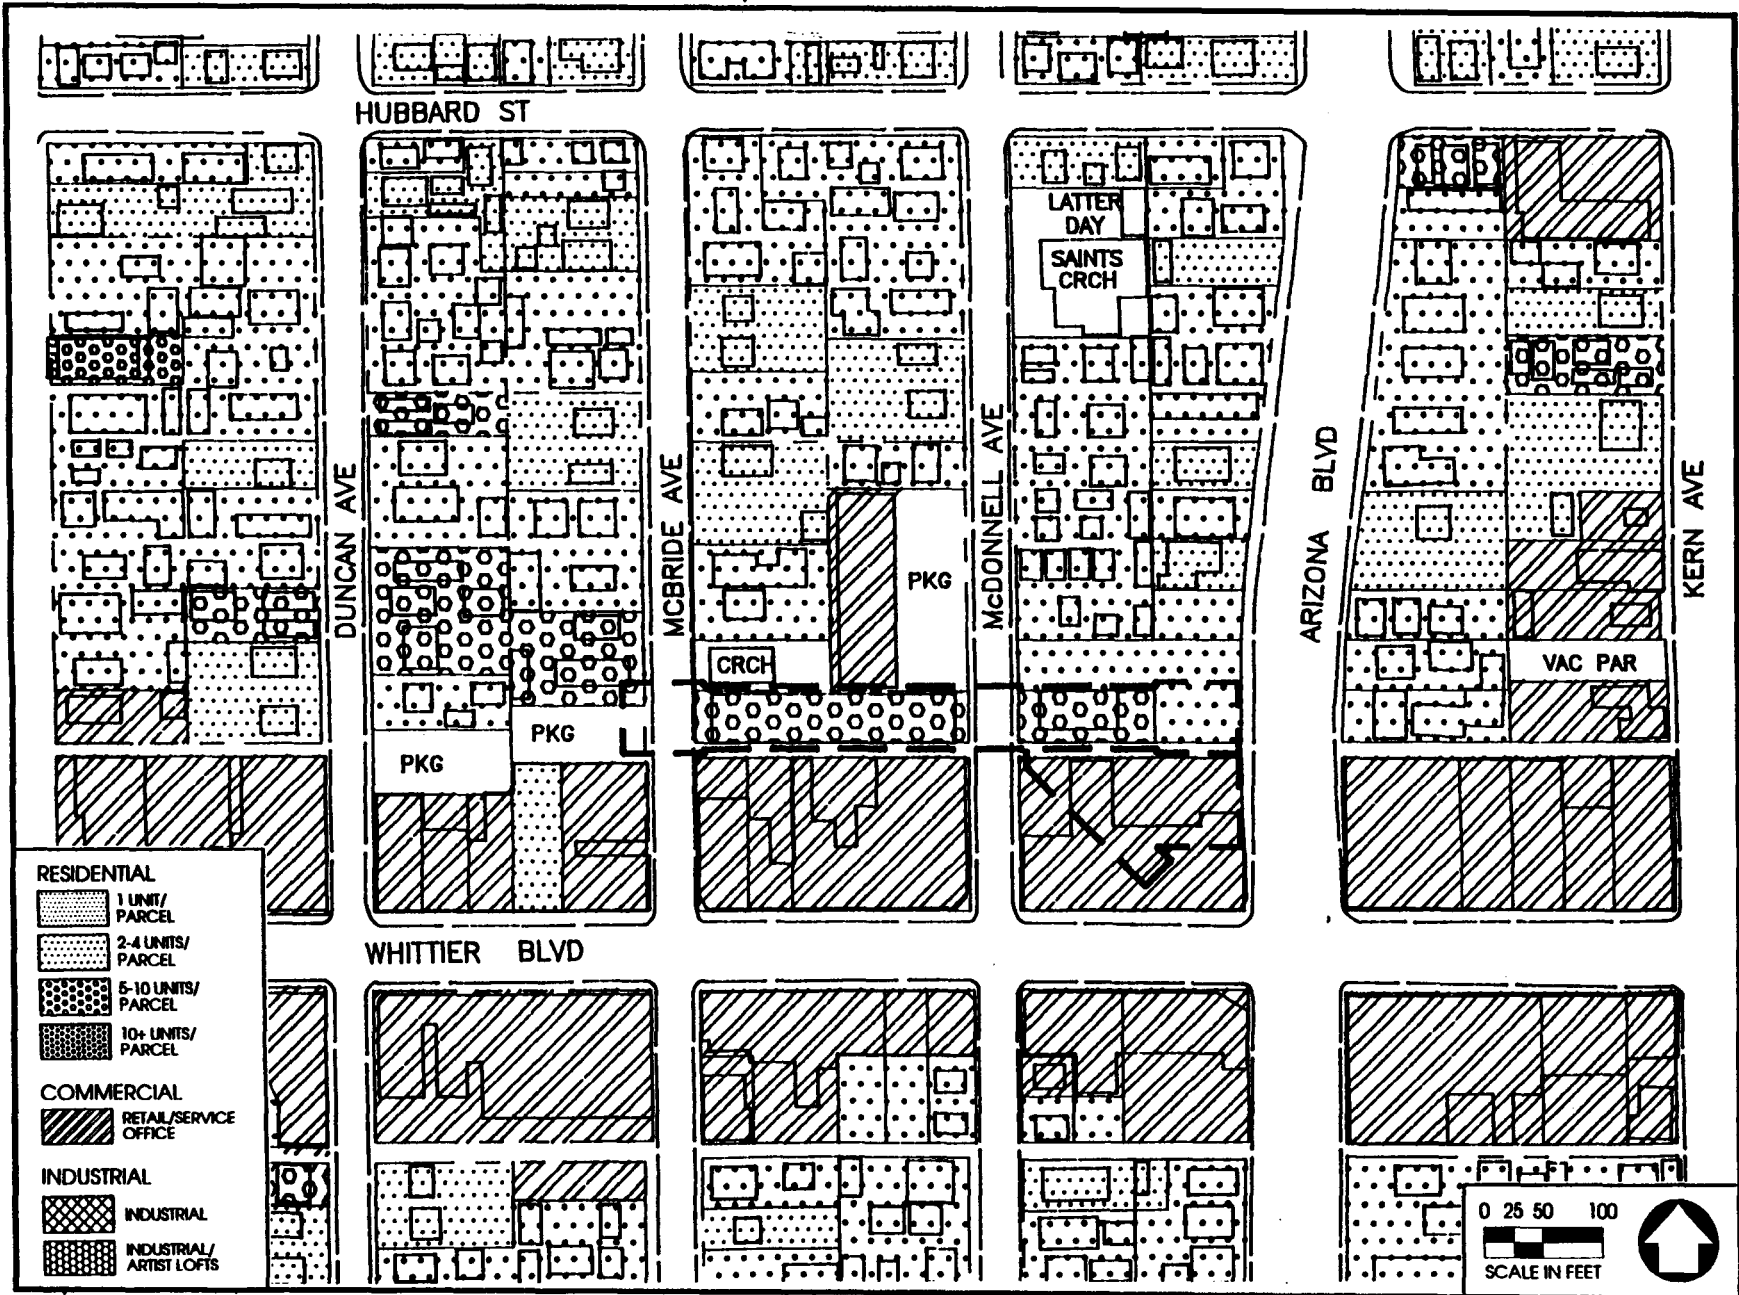 HUBBARD ST
LATTER
DAY
SAINTS
CRCH
DUNCAN AVE
MCBRIDE AVE
McDONNELL AVE
ARIZONA BLVD
KERN AVE
PKG
CRCH
VAC PAR
PKG
PKG
WHITTIER BLVD
RESIDENTIAL
1 UNIT/
PARCEL
2-4 UNITS/
PARCEL
5-10 UNITS/
PARCEL
10+ UNITS/
PARCEL
COMMERCIAL
RETAIL/SERVICE
OFFICE
INDUSTRIAL
INDUSTRIAL
INDUSTRIAL/
ARTIST LOFTS
0 25 50 100
SCALE IN FEET